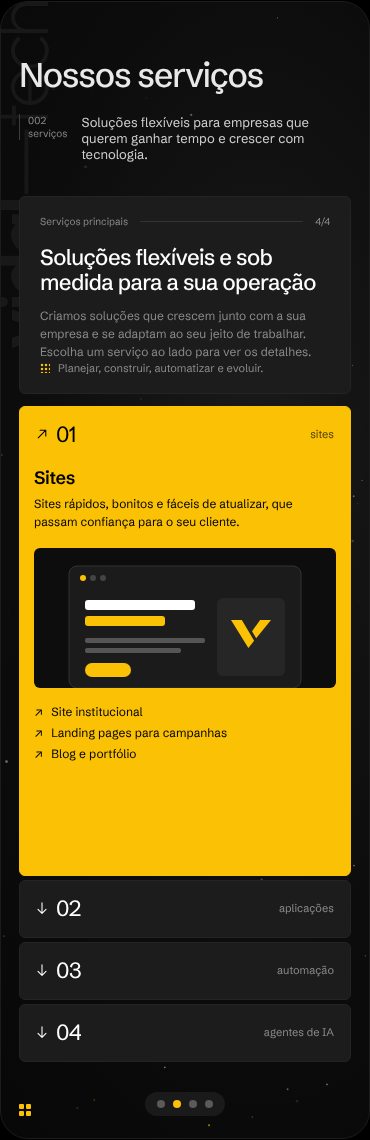 Nossos serviços
002
serviços
Soluções flexíveis para empresas que
querem ganhar tempo e crescer com
tecnologia.
Serviços principais
4/4
Soluções flexíveis e sob
medida para a sua operação
Criamos soluções que crescem junto com a sua
empresa e se adaptam ao seu jeito de trabalhar.
Escolha um serviço ao lado para ver os detalhes.
Planejar, construir, automatizar e evoluir.
01
sites
Sites
Sites rápidos, bonitos e fáceis de atualizar, que
passam confiança para o seu cliente.
Site institucional
Landing pages para campanhas
Blog e portfólio
02
aplicações
03
automação
04
agentes de IA